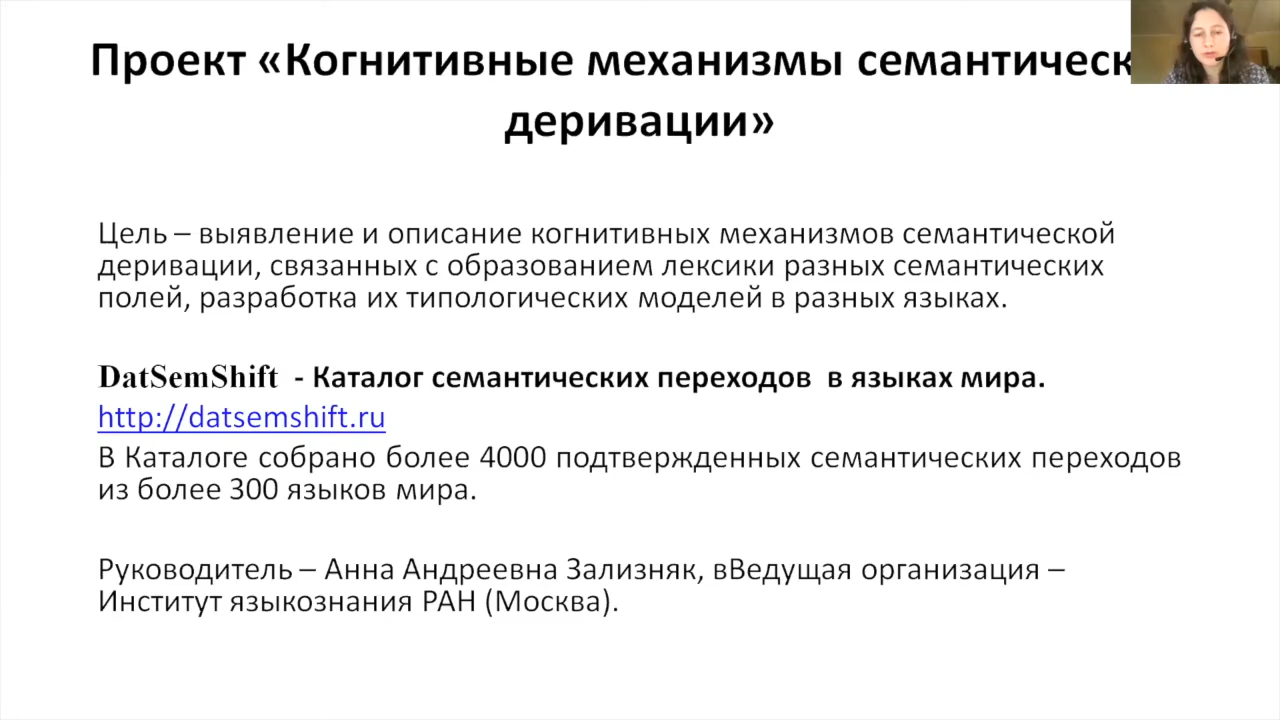 Проект «Когнитивные механизмы
деривации»
Цель – выявление и описание когнитивных механизмов семантической
деривации, связанных с образованием лексики разных семантических
полей, разработка их типологических моделей в разных языках.
DatSemShift - Каталог семантических переходов в языках мира.
http://datsemshift.ru
В Каталоге собрано более 4000 подтвержденных семантических переходов
из более 300 языков мира.
Руководитель – Анна Андреевна Зализняк, вВедущая организация –
Институт языкознания РАН (Москва).